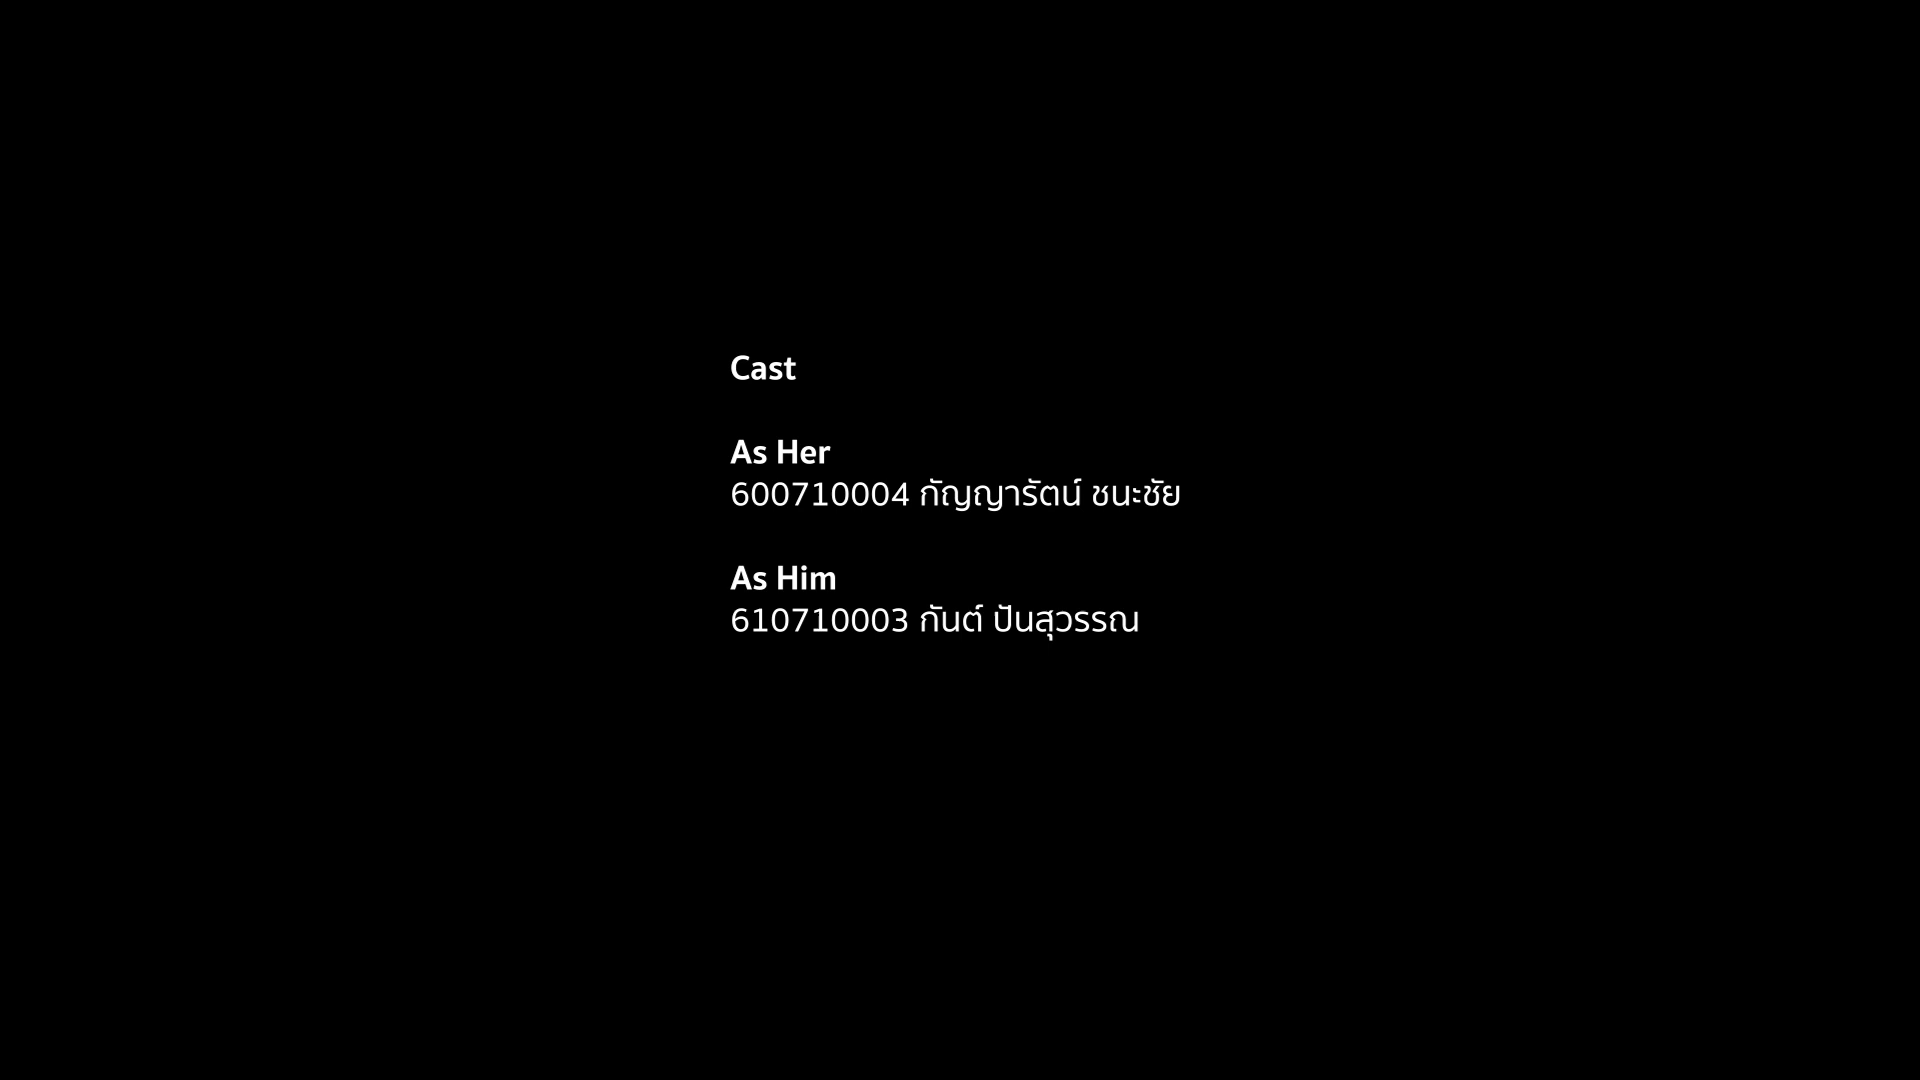 Cast
As Her
600710004 กัญญารัตน์ ชนะชัย
As Him
610710003 กันต์ ปันสุวรรณ